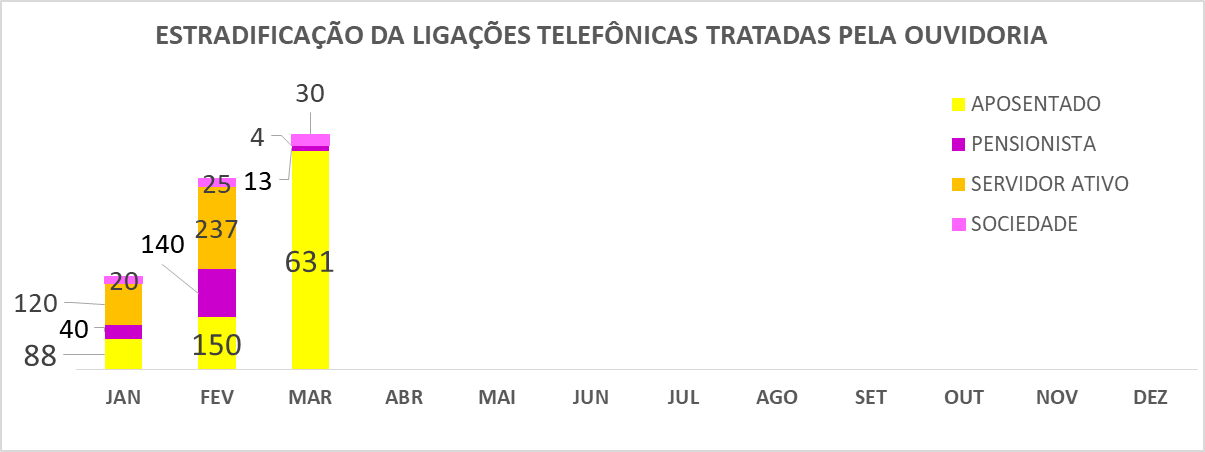 ESTRADIFICAÇÃO DA LIGAÇÕES TELEFÔNICAS TRATADAS PELA OUVIDORIA
30
4
13
631
25
237
140
150
20
120
40
88
APOSENTADO
PENSIONISTA
SERVIDOR ATIVO
SOCIEDADE
JAN FEV MAR ABR MAI JUN JUL AGO SET OUT NOV DEZ